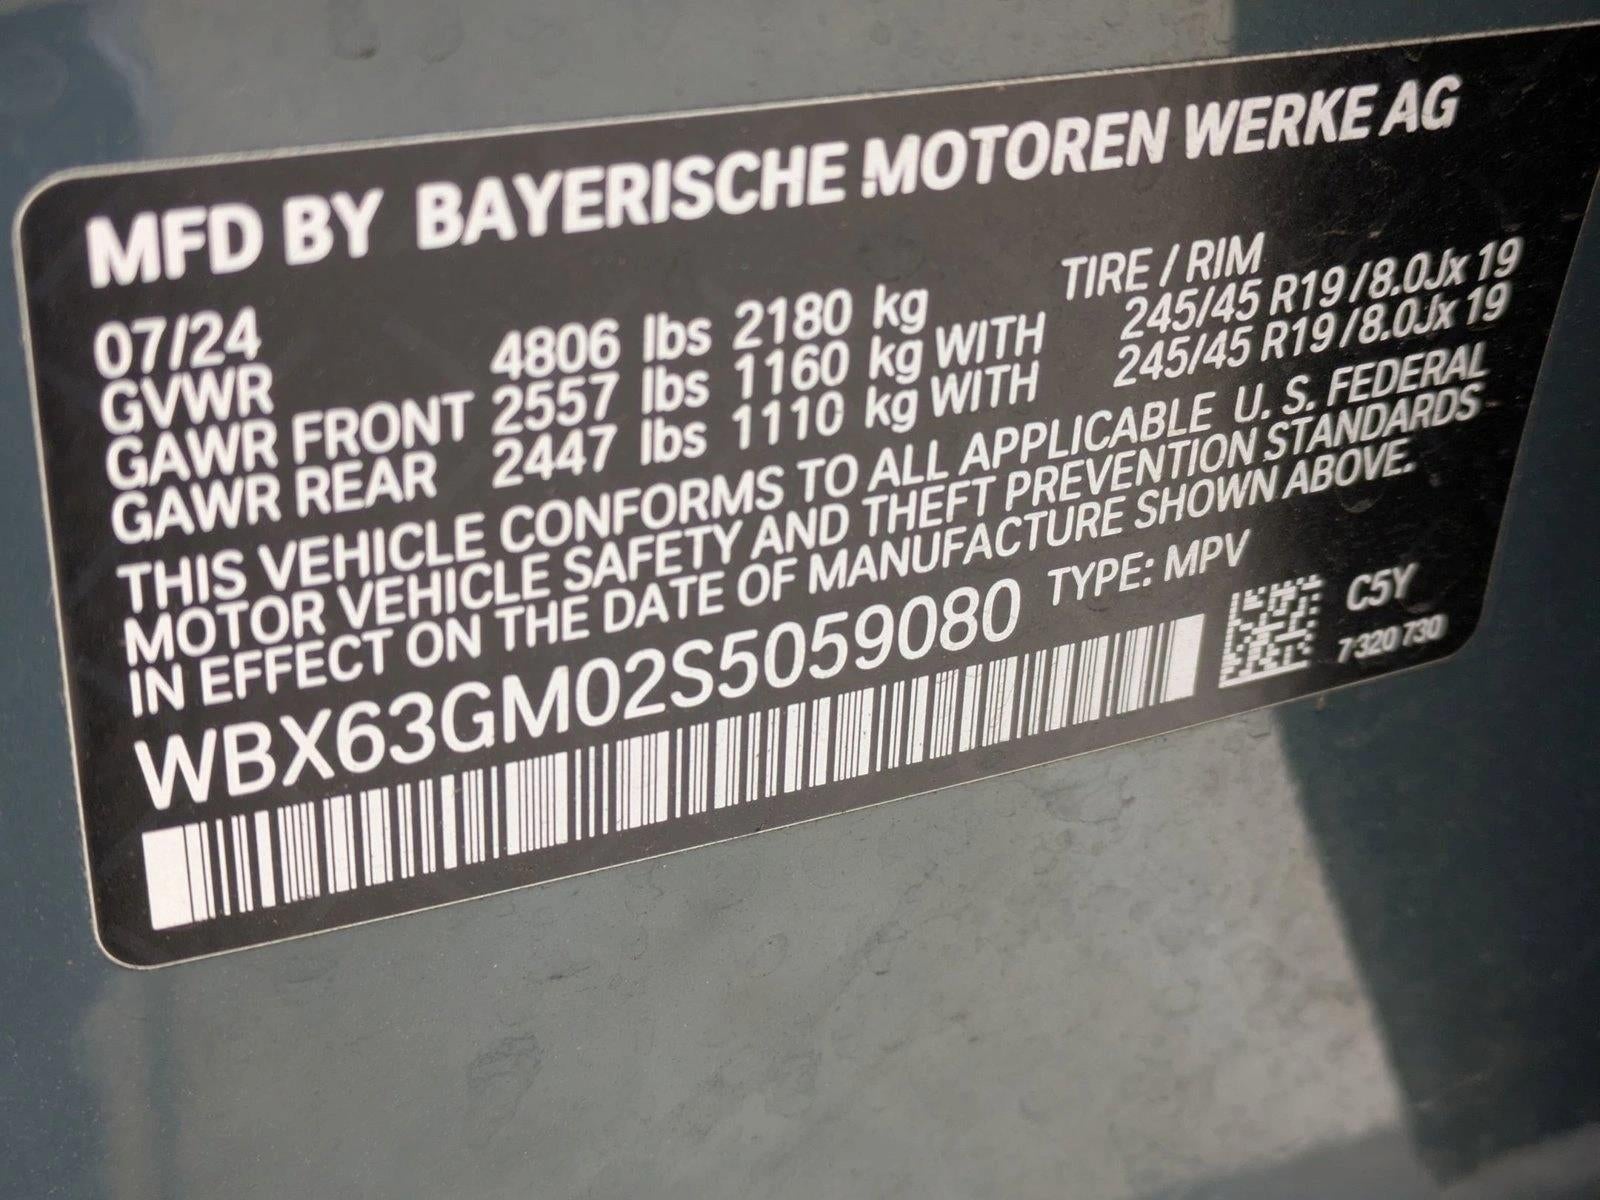 MFD BY BAYERISCHE MOTOREN WERKE AG
07/24 TIRE / RIM
GVWR 4806 lbs 2180 kg
GAWR FRONT 2557 lbs 1160 kg WITH 245/45 R19 / 8.0Jx 19
GAWR REAR 2447 lbs 1110 kg WITH 245/45 R19 / 8.0Jx 19
THIS VEHICLE CONFORMS TO ALL APPLICABLE U. S. FEDERAL
MOTOR VEHICLE SAFETY AND THEFT PREVENTION STANDARDS
IN EFFECT ON THE DATE OF MANUFACTURE SHOWN ABOVE.
WBX63GM02S5059080 TYPE: MPV
C5Y
7 320 730